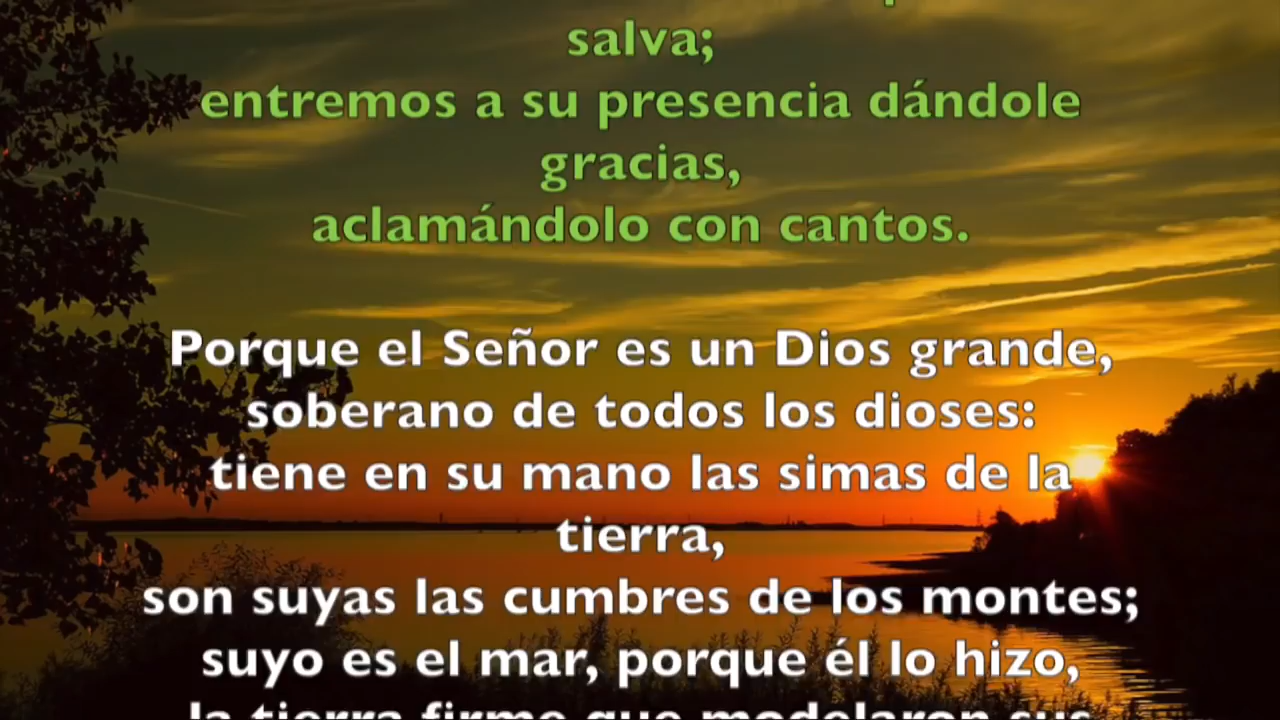 salva;
entremos a su presencia dándole
gracias,
aclamándolo con cantos.
Porque el Señor es un Dios grande,
soberano de todos los dioses:
tiene en su mano las simas de la
tierra,
son suyas las cumbres de los montes;
suyo es el mar, porque él lo hizo,
la tierra firme que modelaron sus